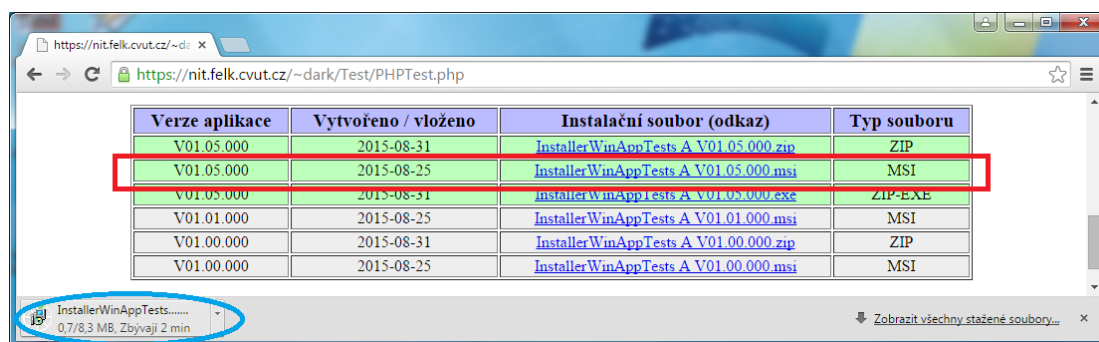 https://nit.felk.cvut.cz/~da
https://nit.felk.cvut.cz/~dark/Test/PHPTest.php
Verze aplikace Vytvořeno / vloženo Instalační soubor (odkaz) Typ souboru
V01.05.000 2015-08-31 InstallerWinAppTests A V01.05.000.zip ZIP
V01.05.000 2015-08-25 InstallerWinAppTests A V01.05.000.msi MSI
V01.05.000 2015-08-31 InstallerWinAppTests A V01.05.000.exe ZIP-EXE
V01.01.000 2015-08-25 InstallerWinAppTests A V01.01.000.msi MSI
V01.00.000 2015-08-31 InstallerWinAppTests A V01.00.000.zip ZIP
V01.00.000 2015-08-25 InstallerWinAppTests A V01.00.000.msi MSI
InstallerWinAppTests.......
0,7/8,3 MB, Zbývají 2 min Zobrazit všechny stažené soubory...